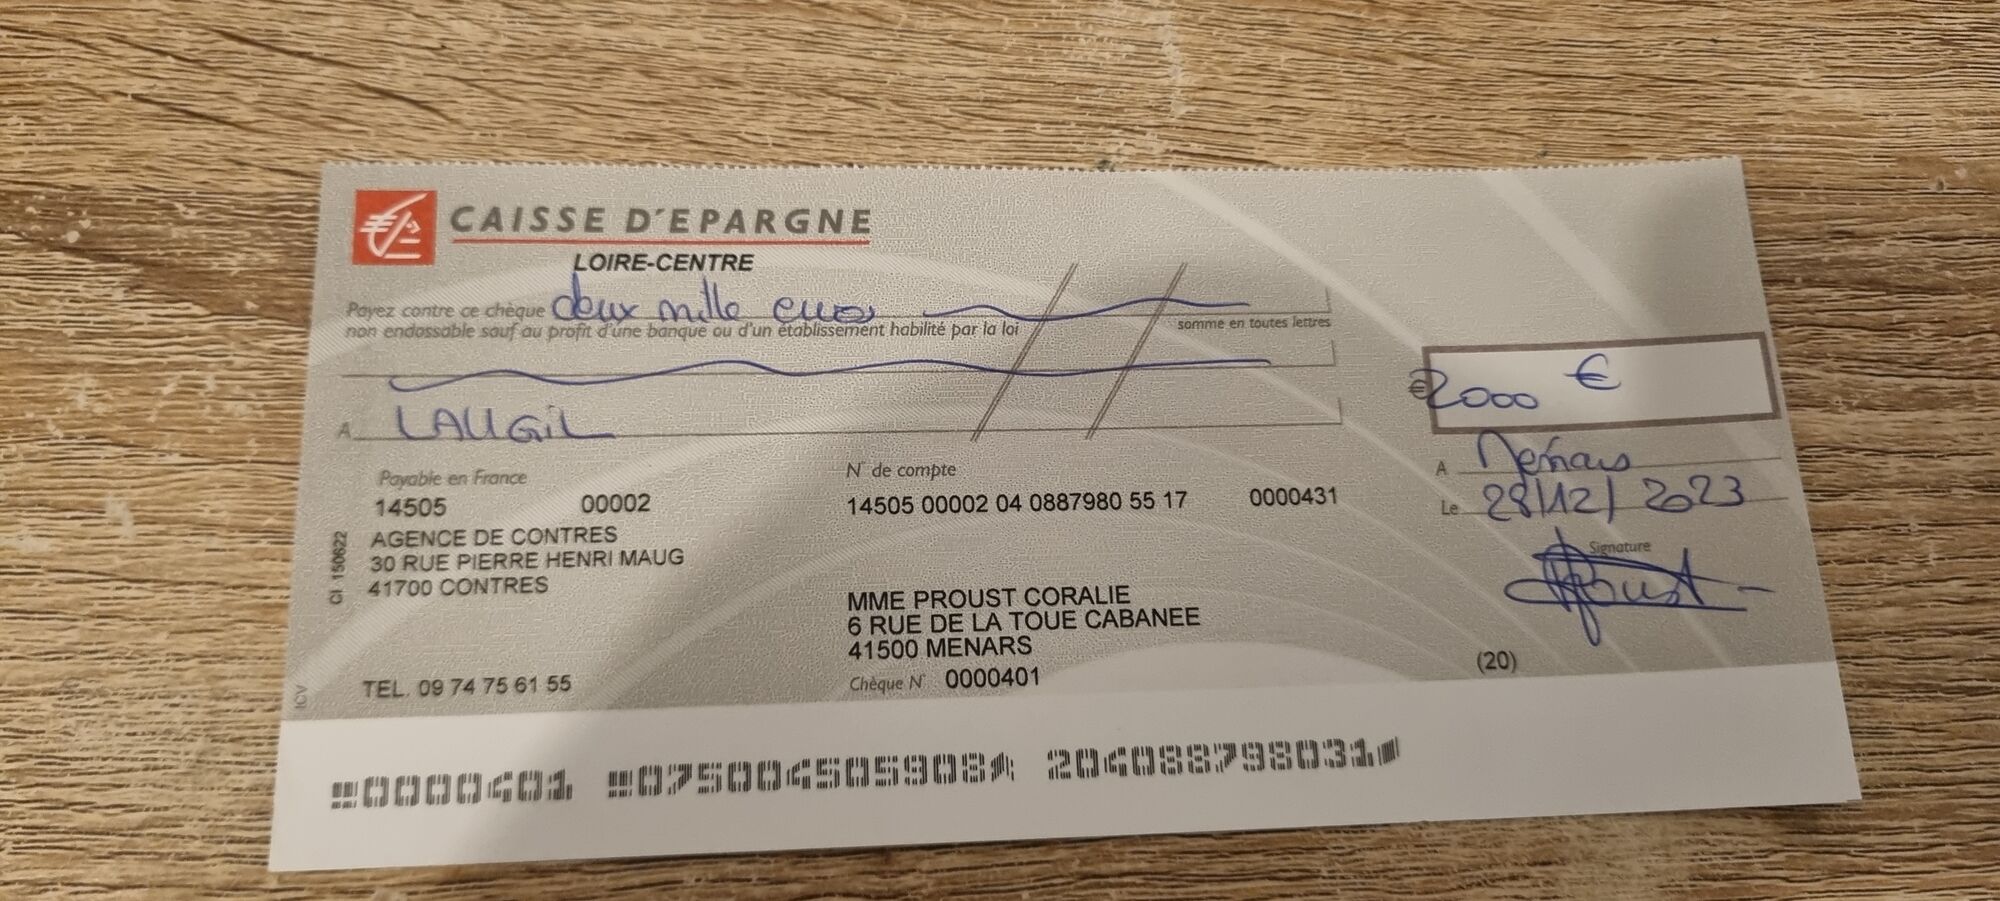 CAISSE D'EPARGNE
LOIRE-CENTRE
Payez contre ce chèque deux mille euros
non endossable sauf au profit d'une banque ou d'un établissement habilité par la loi
somme en toutes lettres
€ 2000 €
A LAUGIL
A Menars
Le 28/12/2023
Signature
Payable en France
14505 00002
AGENCE DE CONTRES
30 RUE PIERRE HENRI MAUG
41700 CONTRES
TEL. 09 74 75 61 55
CI 150622
N° de compte
14505 00002 04 0887980 55 17 0000431
MME PROUST CORALIE
6 RUE DE LA TOUE CABANEE
41500 MENARS
Chèque N° 0000401
(20)
0000401 075004505908 204088798031